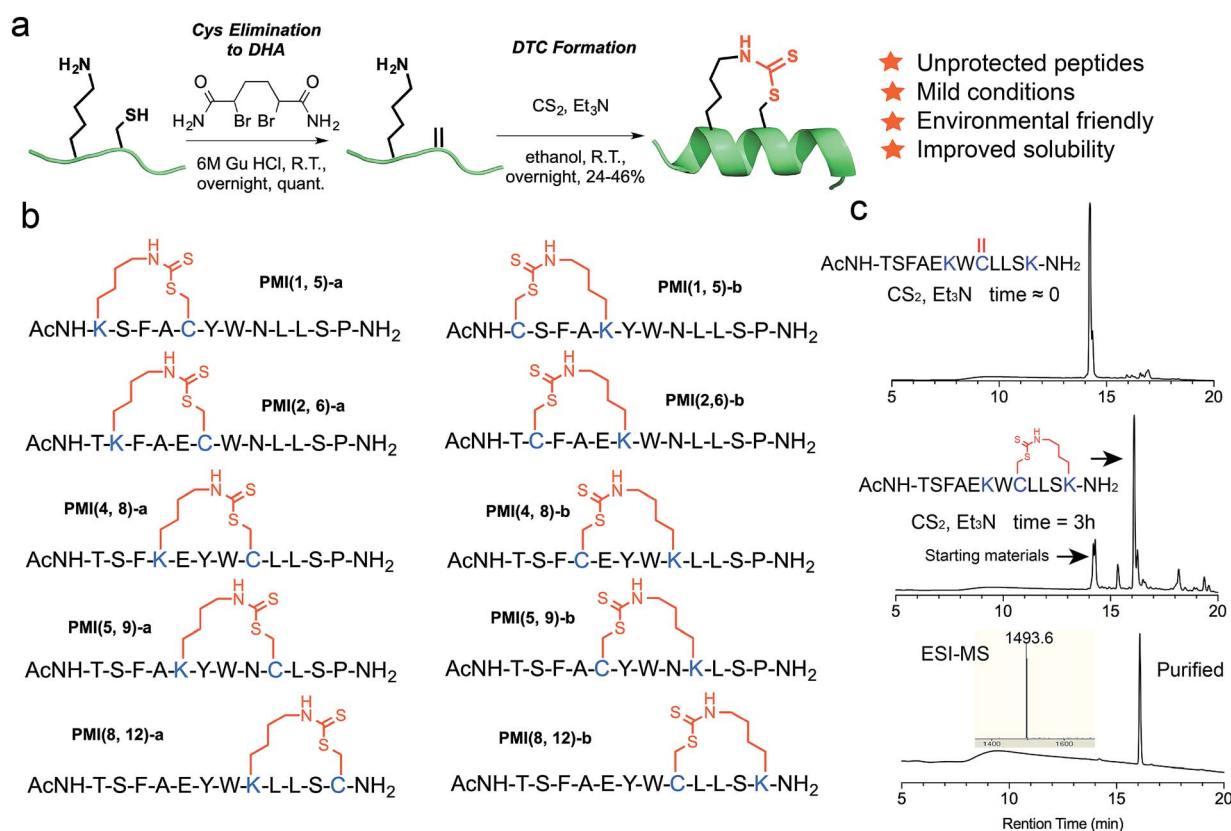 a
Cys Elimination
to DHA
H₂N
SH
O
O
H₂N
Br
Br
NH₂
6M Gu HCl, R.T.,
overnight, quant.
H₂N
DTC Formation
CS₂, Et₃N
ethanol, R.T.,
overnight, 24-46%
H
N
S
S
Unprotected peptides
Mild conditions
Environmental friendly
Improved solubility
b
H
N
S
S
PMI(1, 5)-a
AcNH-K-S-F-A-C-Y-W-N-L-L-S-P-NH₂
S
H
N
S
PMI(1, 5)-b
AcNH-C-S-F-A-K-Y-W-N-L-L-S-P-NH₂
H
N
S
S
PMI(2, 6)-a
AcNH-T-K-F-A-E-C-W-N-L-L-S-P-NH₂
S
H
N
S
PMI(2,6)-b
AcNH-T-C-F-A-E-K-W-N-L-L-S-P-NH₂
H
N
S
S
PMI(4, 8)-a
AcNH-T-S-F-K-E-Y-W-C-L-L-S-P-NH₂
S
H
N
S
PMI(4, 8)-b
AcNH-T-S-F-C-E-Y-W-K-L-L-S-P-NH₂
H
N
S
S
PMI(5, 9)-a
AcNH-T-S-F-A-K-Y-W-N-C-L-S-P-NH₂
S
H
N
S
PMI(5, 9)-b
AcNH-T-S-F-A-C-Y-W-N-K-L-S-P-NH₂
H
N
S
S
PMI(8, 12)-a
AcNH-T-S-F-A-E-Y-W-K-L-L-S-C-NH₂
S
H
N
S
PMI(8, 12)-b
AcNH-T-S-F-A-E-Y-W-C-L-L-S-K-NH₂
c
AcNH-TSFAEKWCLLSK-NH₂
CS₂, Et₃N time ≈ 0
5 10 15 20
S
H
N
S
AcNH-TSFAEKWCLLSK-NH₂
CS₂, Et₃N time = 3h
Starting materials
5 10 15 20
ESI-MS
1493.6
1400 1600
Purified
5 10 15 20
Rention Time (min)